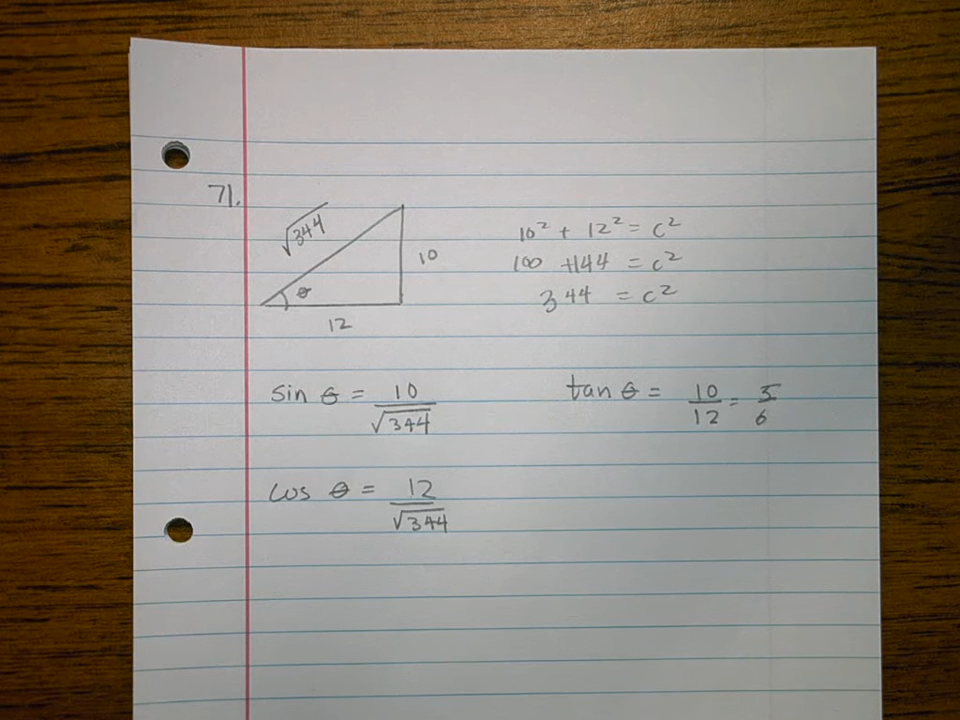 71.
√344
10
θ
12
10² + 12² = c²
100 +144 = c²
344 = c²
sin θ = 10/√344
tan θ = 10/12 = 5/6
cos θ = 12/√344